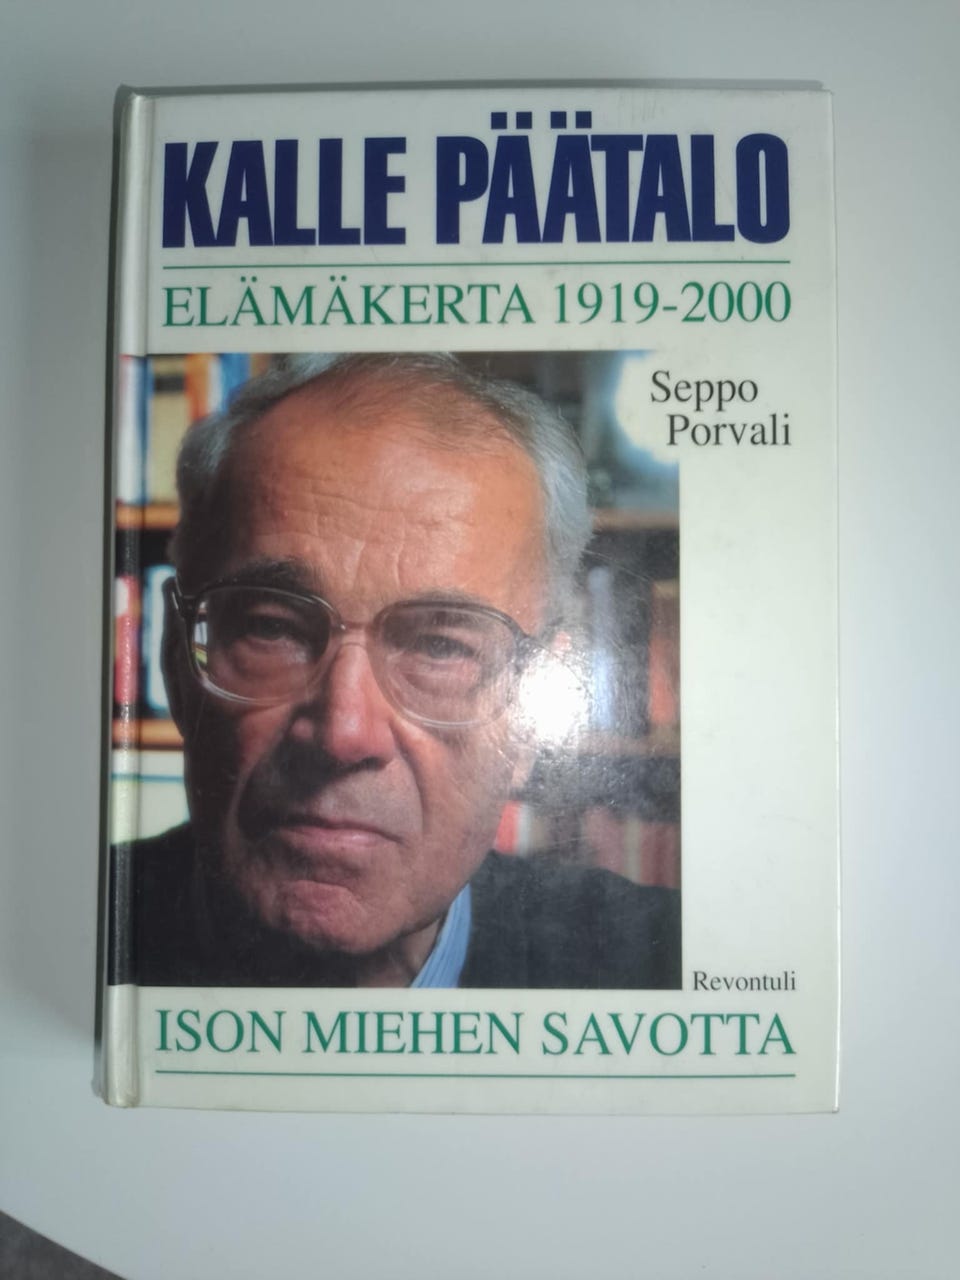 KALLE PÄÄTALO
ELÄMÄKERTA 1919-2000
Seppo
Porvali
Revontuli
ISON MIEHEN SAVOTTA